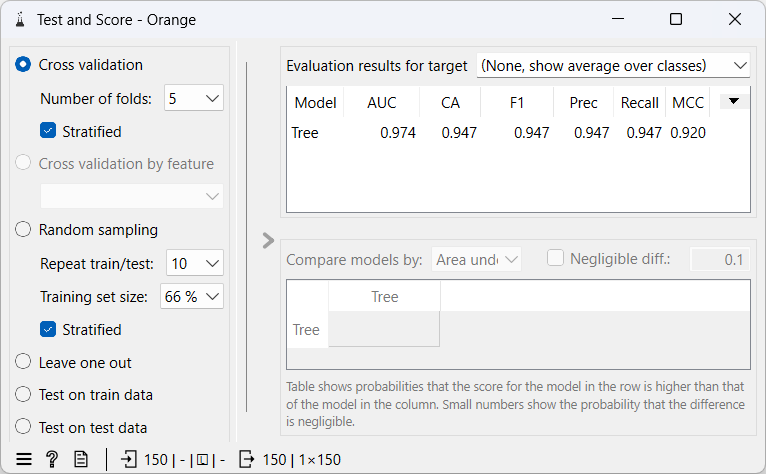 Test and Score - Orange
Cross validation
Number of folds: 5
Stratified
Cross validation by feature
Random sampling
Repeat train/test: 10
Training set size: 66 %
Stratified
Leave one out
Test on train data
Test on test data
Evaluation results for target (None, show average over classes)
Model AUC CA F1 Prec Recall MCC
Tree 0.974 0.947 0.947 0.947 0.947 0.920
Compare models by: Area unde Negligible diff.: 0.1
Tree
Tree
Table shows probabilities that the score for the model in the row is higher than that
of the model in the column. Small numbers show the probability that the difference
is negligible.
150 | - | - 150 | 1×150